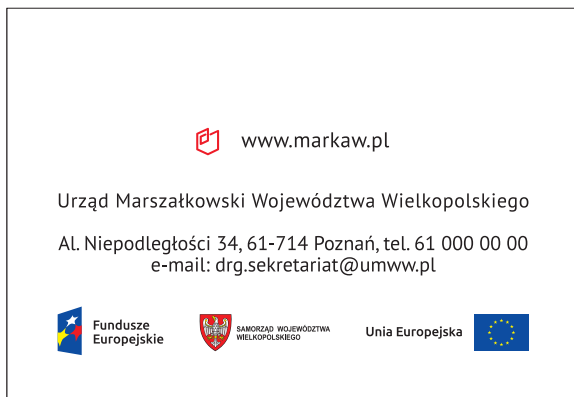 www.markaw.pl
Urząd Marszałkowski Województwa Wielkopolskiego
Al. Niepodległości 34, 61-714 Poznań, tel. 61 000 00 00
e-mail: drg.sekretariat@umww.pl
Fundusze
Europejskie
SAMORZĄD WOJEWÓDZTWA
WIELKOPOLSKIEGO
Unia Europejska